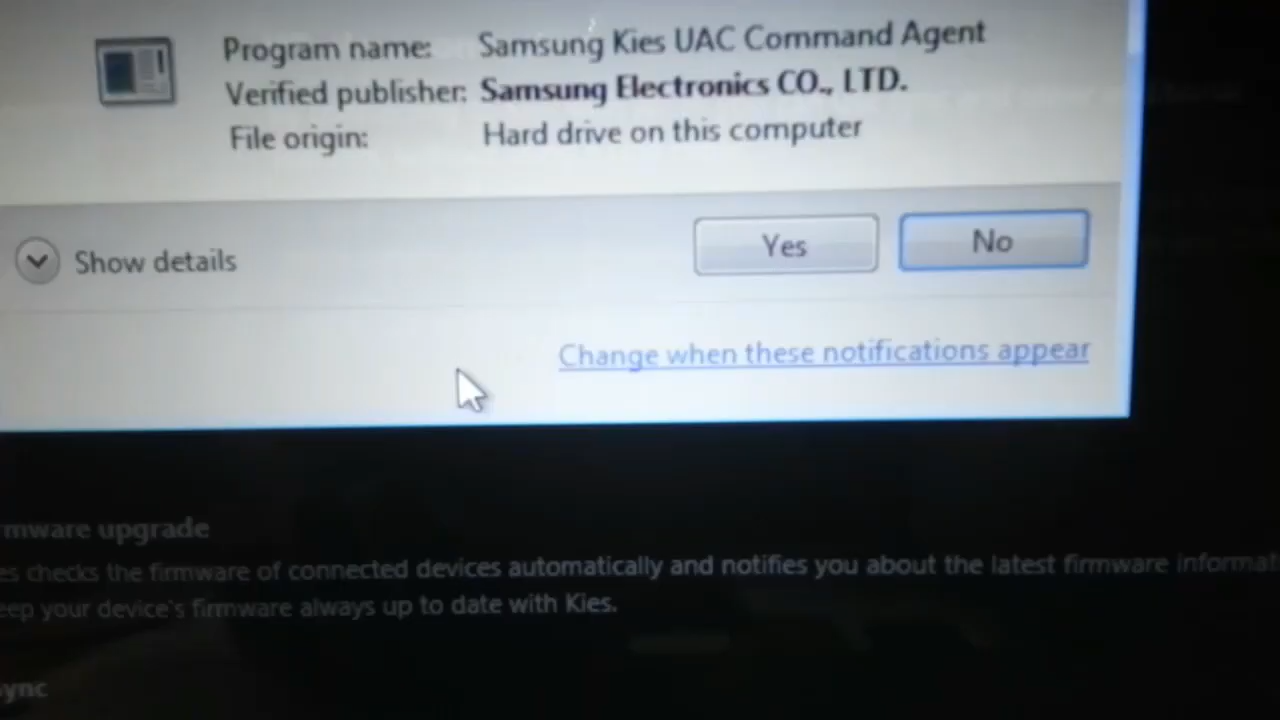 Program name: Samsung Kies UAC Command Agent
Verified publisher: Samsung Electronics CO., LTD.
File origin: Hard drive on this computer
Show details
Yes
No
Change when these notifications appear
mware upgrade
es checks the firmware of connected devices automatically and notifies you about the latest firmware informat
eep your device's firmware always up to date with Kies.
ync